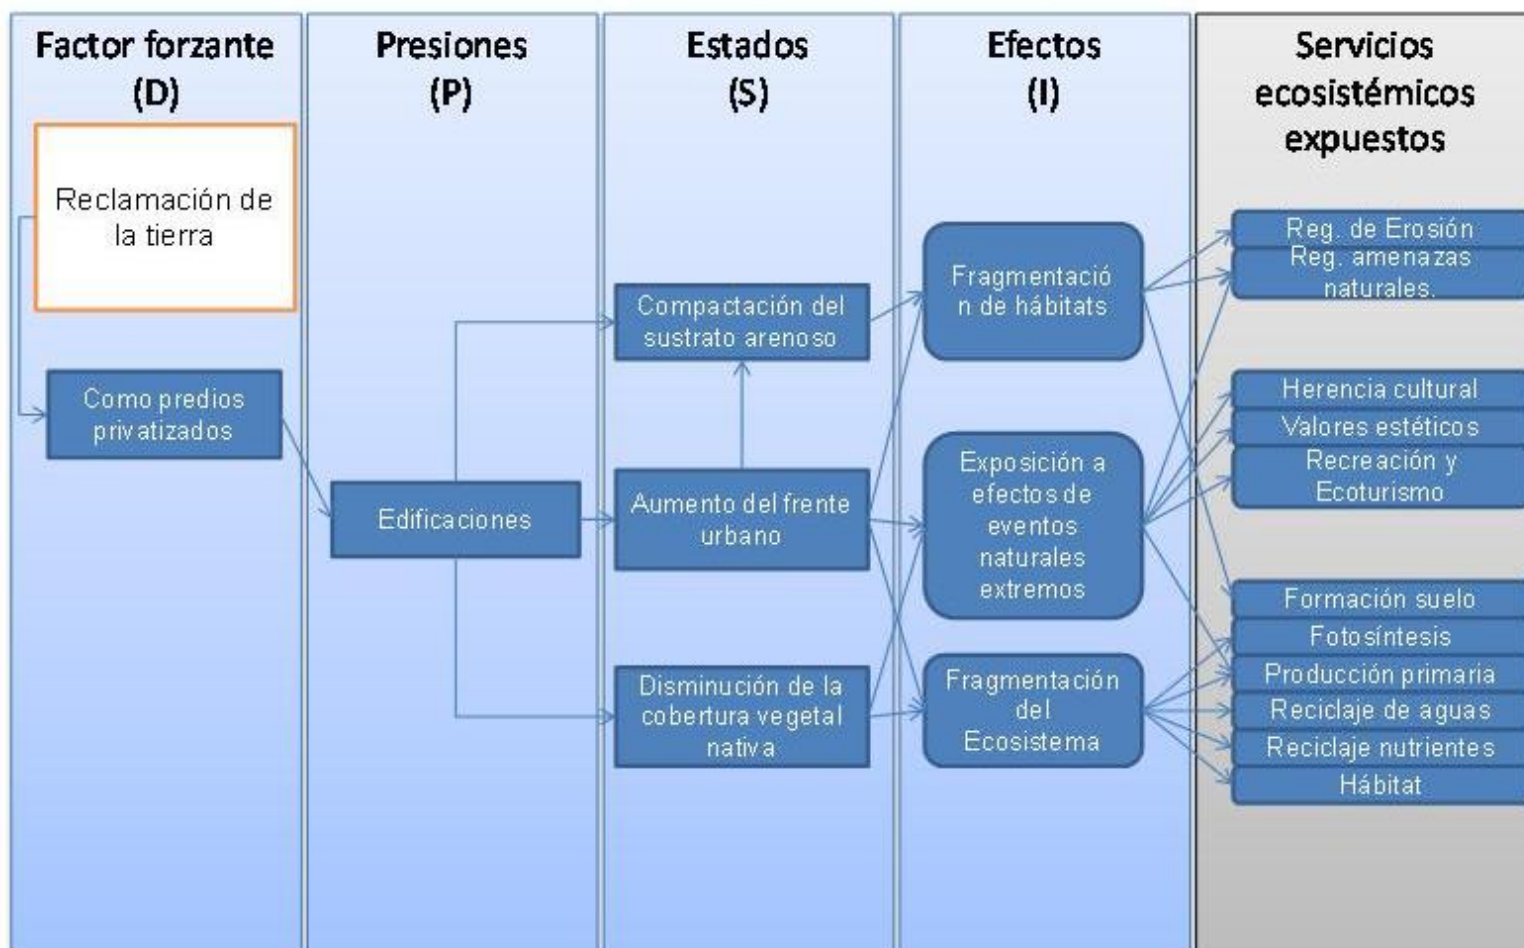 Factor forzante
(D)
Reclamación de
la tierra
Como predios
privatizados
Presiones
(P)
Edificaciones
Estados
(S)
Compactación del
sustrato arenoso
Aumento del frente
urbano
Disminución de la
cobertura vegetal
nativa
Efectos
(I)
Fragmentació
n de hábitats
Exposición a
efectos de
eventos
naturales
extremos
Fragmentación
del
Ecosistema
Servicios
ecosistémicos
expuestos
Reg. de Erosión
Reg. amenazas
naturales.
Herencia cultural
Valores estéticos
Recreación y
Ecoturismo
Formación suelo
Fotosíntesis
Producción primaria
Reciclaje de aguas
Reciclaje nutrientes
Hábitat